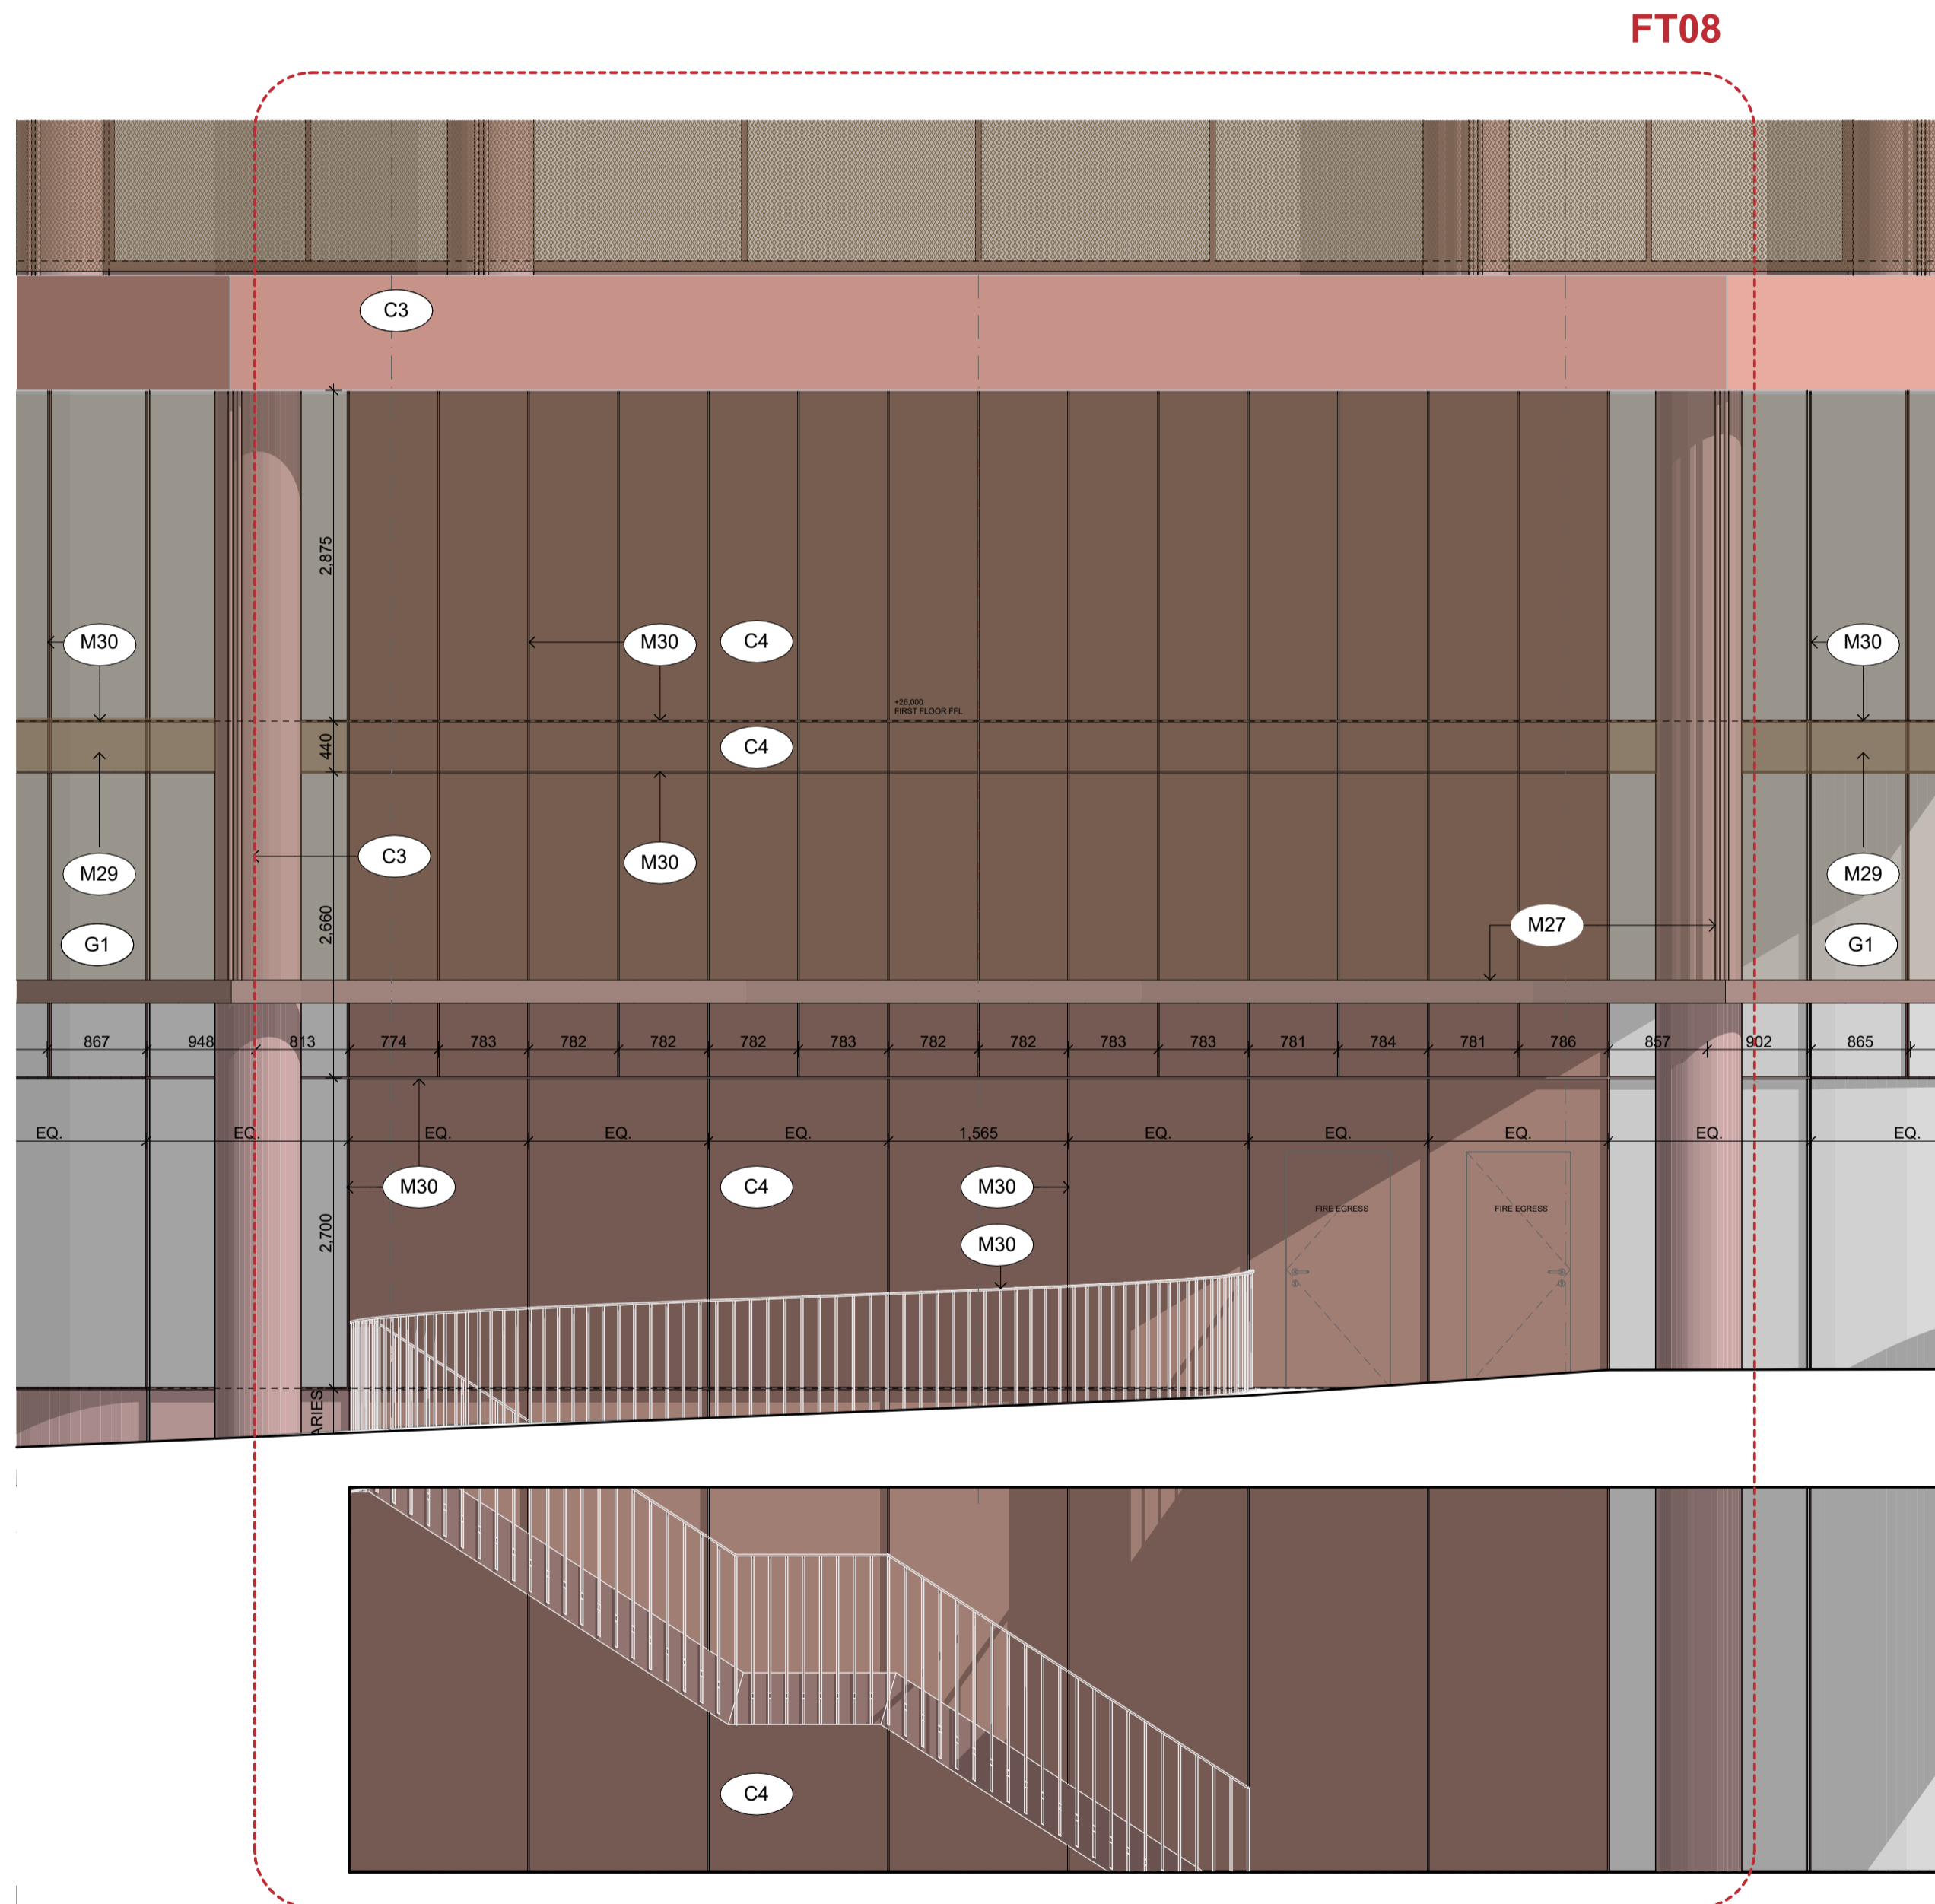 FT08
C3
2,875
M30
M30
C4
M30
+26,000
FIRST FLOOR FFL
440
C4
C3
M30
M29
M29
2,660
M27
G1
G1
867 948 813 774 783 782 782 782 783 782 782 783 783 781 784 781 786 857 902 865
EQ. EQ. EQ. EQ. EQ. 1,565 EQ. EQ. EQ. EQ. EQ.
M30
C4
M30
2,700
FIRE EGRESS FIRE EGRESS
M30
ARIES
C4